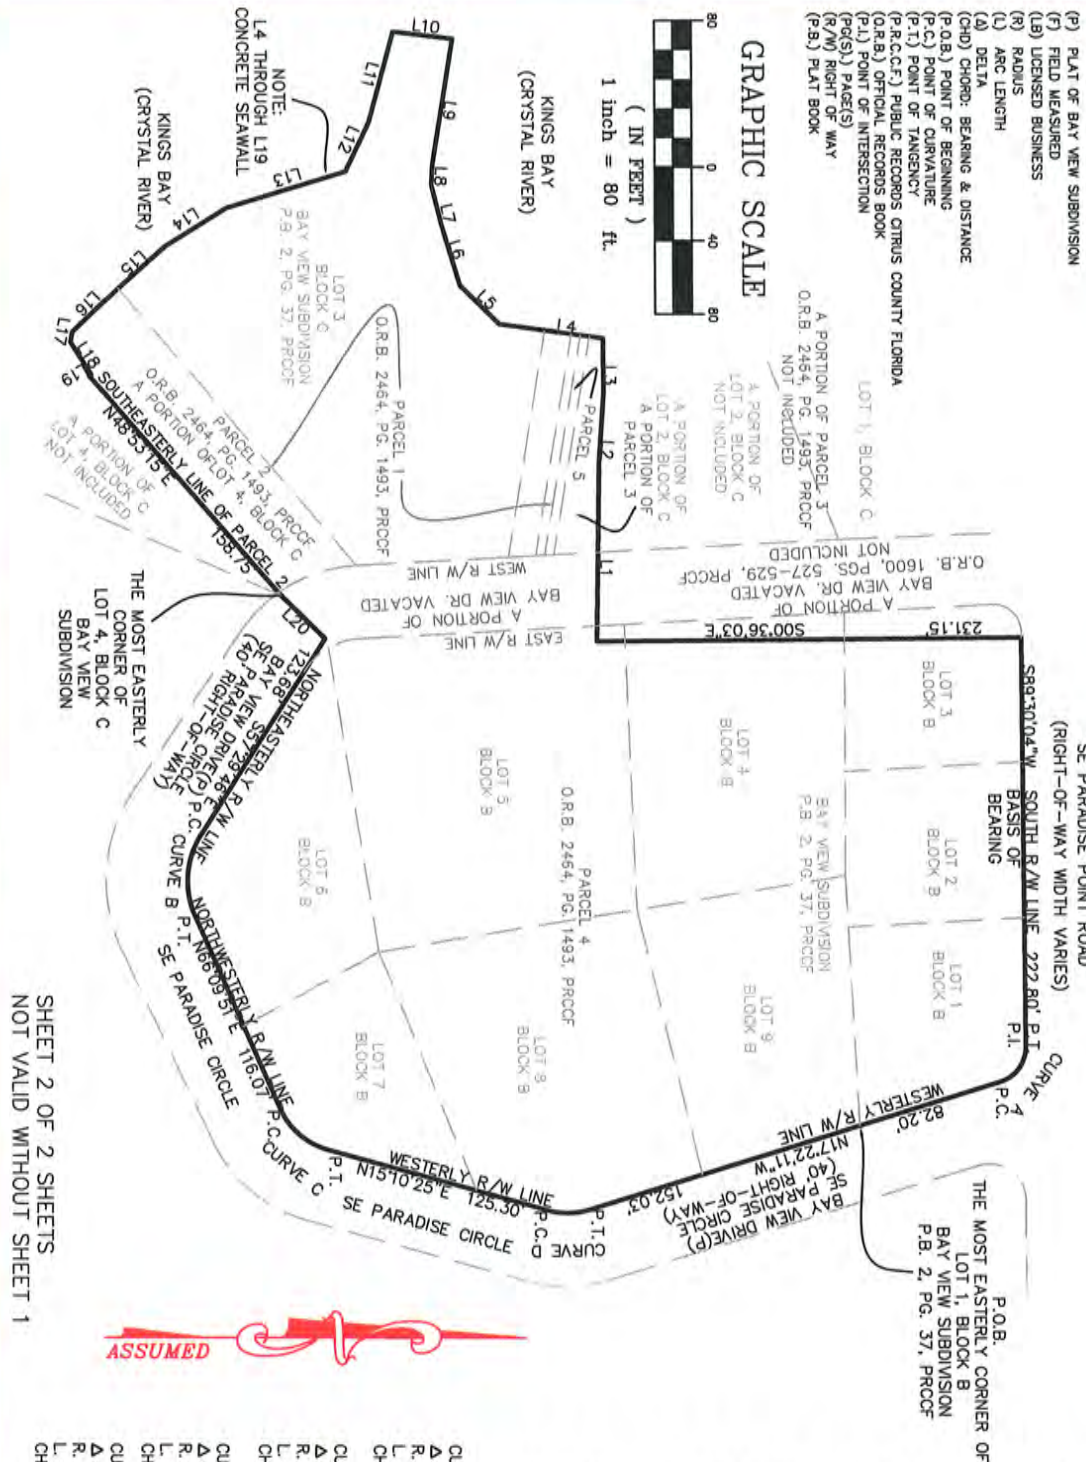 (P) PLAT OF BAY VIEW SUBDIVISION
(F) FIELD MEASURED
(LB) LICENSED BUSINESS
(R) RADIUS
(L) ARC LENGTH
(Δ) DELTA
(CHD) CHORD: BEARING & DISTANCE
(P.O.B.) POINT OF BEGINNING
(P.C.) POINT OF CURVATURE
(P.T.) POINT OF TANGENCY
(P.R.C.C.F.) PUBLIC RECORDS CITRUS COUNTY FLORIDA
(O.R.B.) OFFICIAL RECORDS BOOK
(P.I.) POINT OF INTERSECTION
(PG(S).) PAGE(S)
(R/W) RIGHT OF WAY
(P.B.) PLAT BOOK
GRAPHIC SCALE
80 0 40 80
( IN FEET )
1 inch = 80 ft.
SE PARADISE POINT ROAD
(RIGHT-OF-WAY WIDTH VARIES)
S89°30'04"W SOUTH R/W LINE 222.80' P.T.
BASIS OF
BEARING
P.I.
CURVE A
P.C.
P.O.B.
THE MOST EASTERLY CORNER OF
LOT 1, BLOCK B
BAY VIEW SUBDIVISION
P.B. 2, PG. 37, PRCCF
WESTERLY R/W LINE
82.20'
N17°22'11"W
152.03'
BAY VIEW DRIVE(P)
SE PARADISE CIRCLE
(40' RIGHT-OF-WAY)
P.T.
CURVE D
P.C.
WESTERLY R/W LINE
N15°10'25"E 125.30'
SE PARADISE CIRCLE
P.T.
CURVE C
P.C.
NORTHWESTERLY R/W LINE
N66°09'51"E 116.07'
SE PARADISE CIRCLE
P.T.
CURVE B
P.C.
NORTHEASTERLY R/W LINE
123.68' S57°29'46"E
BAY VIEW DRIVE(P)
SE PARADISE CIRCLE
(40' RIGHT-OF-WAY)
231.15'
S00°36'03"E
LOT 3
BLOCK B
LOT 2
BLOCK B
LOT 1
BLOCK B
LOT 4
BLOCK B
LOT 5
BLOCK B
LOT 6
BLOCK B
LOT 7
BLOCK B
LOT 8
BLOCK B
LOT 9
BLOCK B
BAY VIEW SUBDIVISION
P.B. 2, PG. 37, PRCCF
PARCEL 4
O.R.B. 2464, PG. 1493, PRCCF
A PORTION OF
BAY VIEW DR. VACATED
O.R.B. 1600, PGS. 527-529, PRCCF
NOT INCLUDED
EAST R/W LINE
A PORTION OF
BAY VIEW DR. VACATED
WEST R/W LINE
LOT 1, BLOCK C
A PORTION OF PARCEL 3
O.R.B. 2464, PG. 1493, PRCCF
NOT INCLUDED
A PORTION OF
LOT 2, BLOCK C
NOT INCLUDED
A PORTION OF
LOT 2, BLOCK C
A PORTION OF
PARCEL 3
PARCEL 5
PARCEL 1
O.R.B. 2464, PG. 1493, PRCCF
LOT 3
BLOCK C
BAY VIEW SUBDIVISION
P.B. 2, PG. 37, PRCCF
PARCEL 2
O.R.B. 2464, PG. 1493, PRCCF
A PORTION OF LOT 4, BLOCK C
SOUTHEASTERLY LINE OF PARCEL 2
N48°53'15"E 158.75'
A PORTION OF
LOT 4, BLOCK C
NOT INCLUDED
L1
L2
L3
L4
L5
L6
L7
L8
L9
L10
L11
L12
L13
L14
L15
L16
L17
L18
L19
L20
KINGS BAY
(CRYSTAL RIVER)
KINGS BAY
(CRYSTAL RIVER)
NOTE:
L4 THROUGH L19
CONCRETE SEAWALL
THE MOST EASTERLY
CORNER OF
LOT 4, BLOCK C
BAY VIEW
SUBDIVISION
ASSUMED
SHEET 2 OF 2 SHEETS
NOT VALID WITHOUT SHEET 1